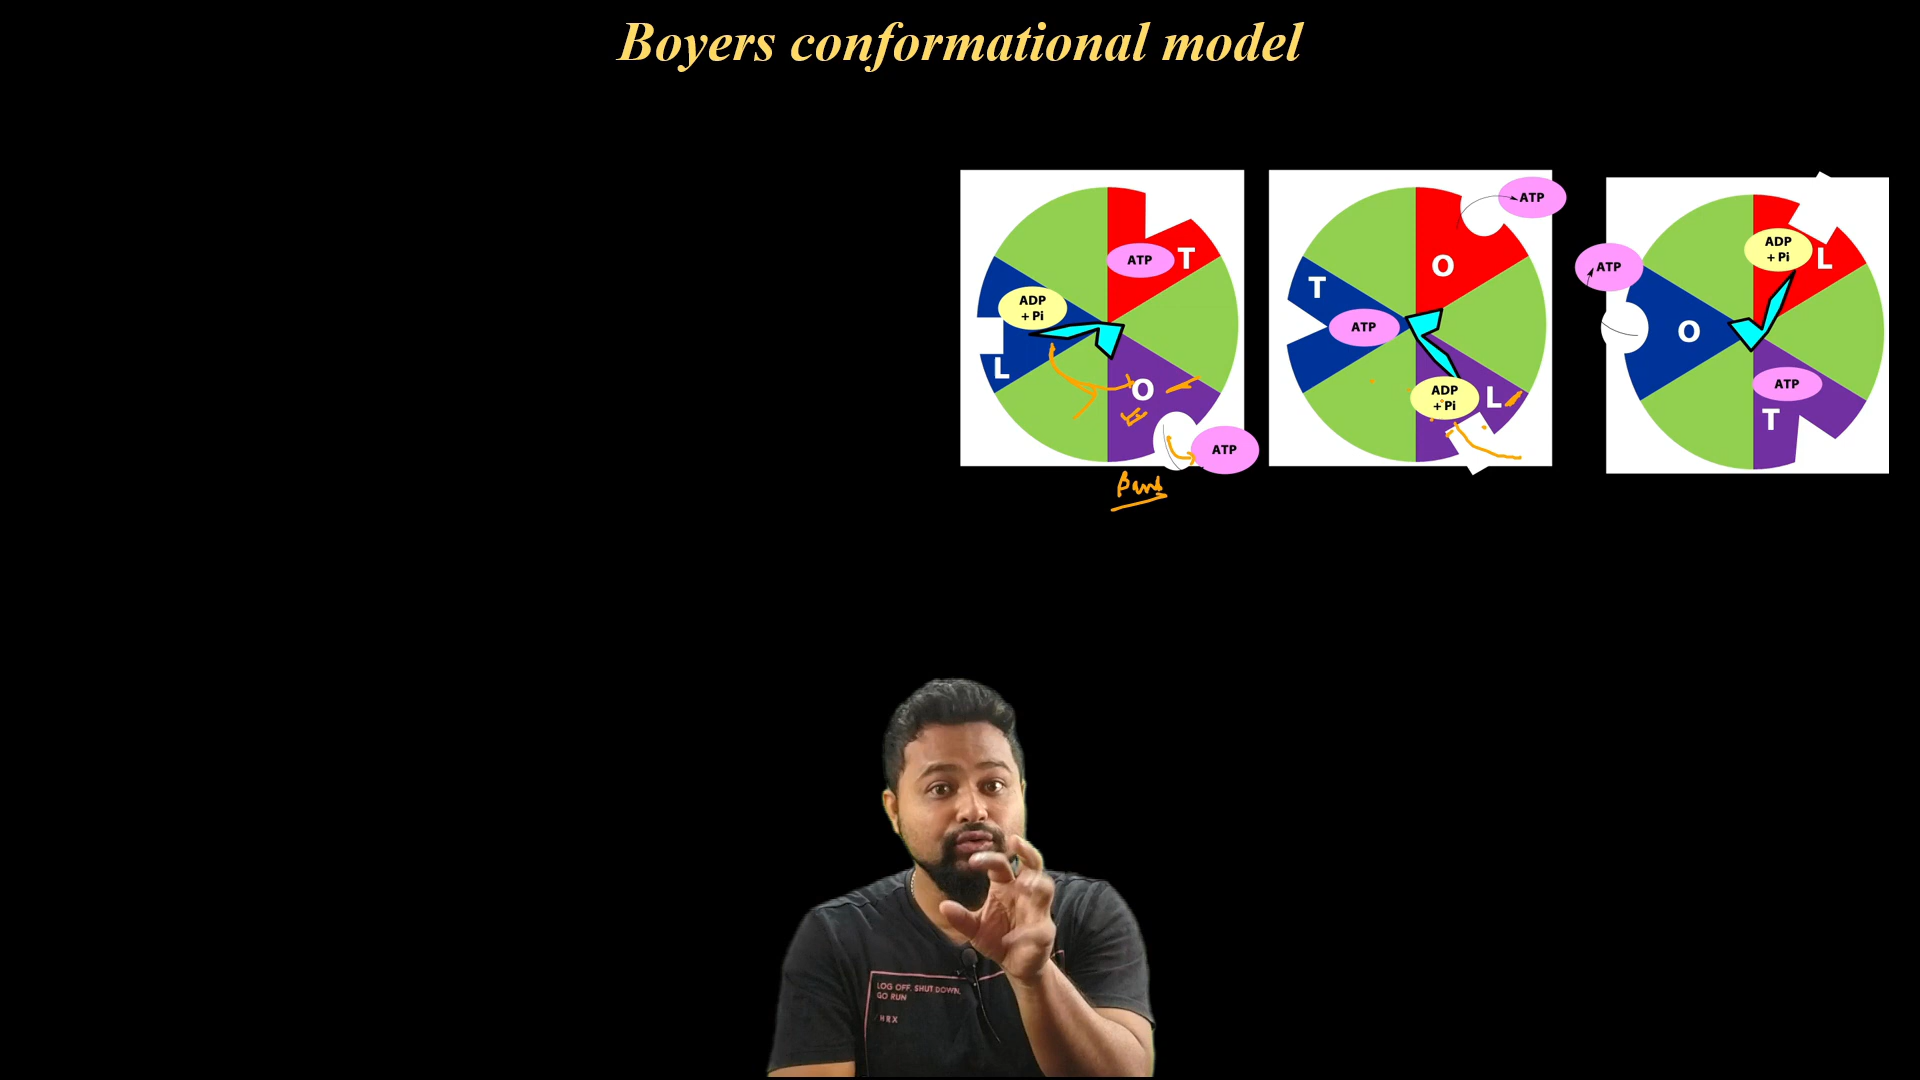 Boyers conformational model
ATP
T
ADP
+ Pi
L
O
ATP
ATP
O
T
ATP
ADP
+ Pi
L
ADP
+ Pi
L
ATP
O
ATP
T
LOG OFF. SHUT DOWN.
GO RUN
/HRX